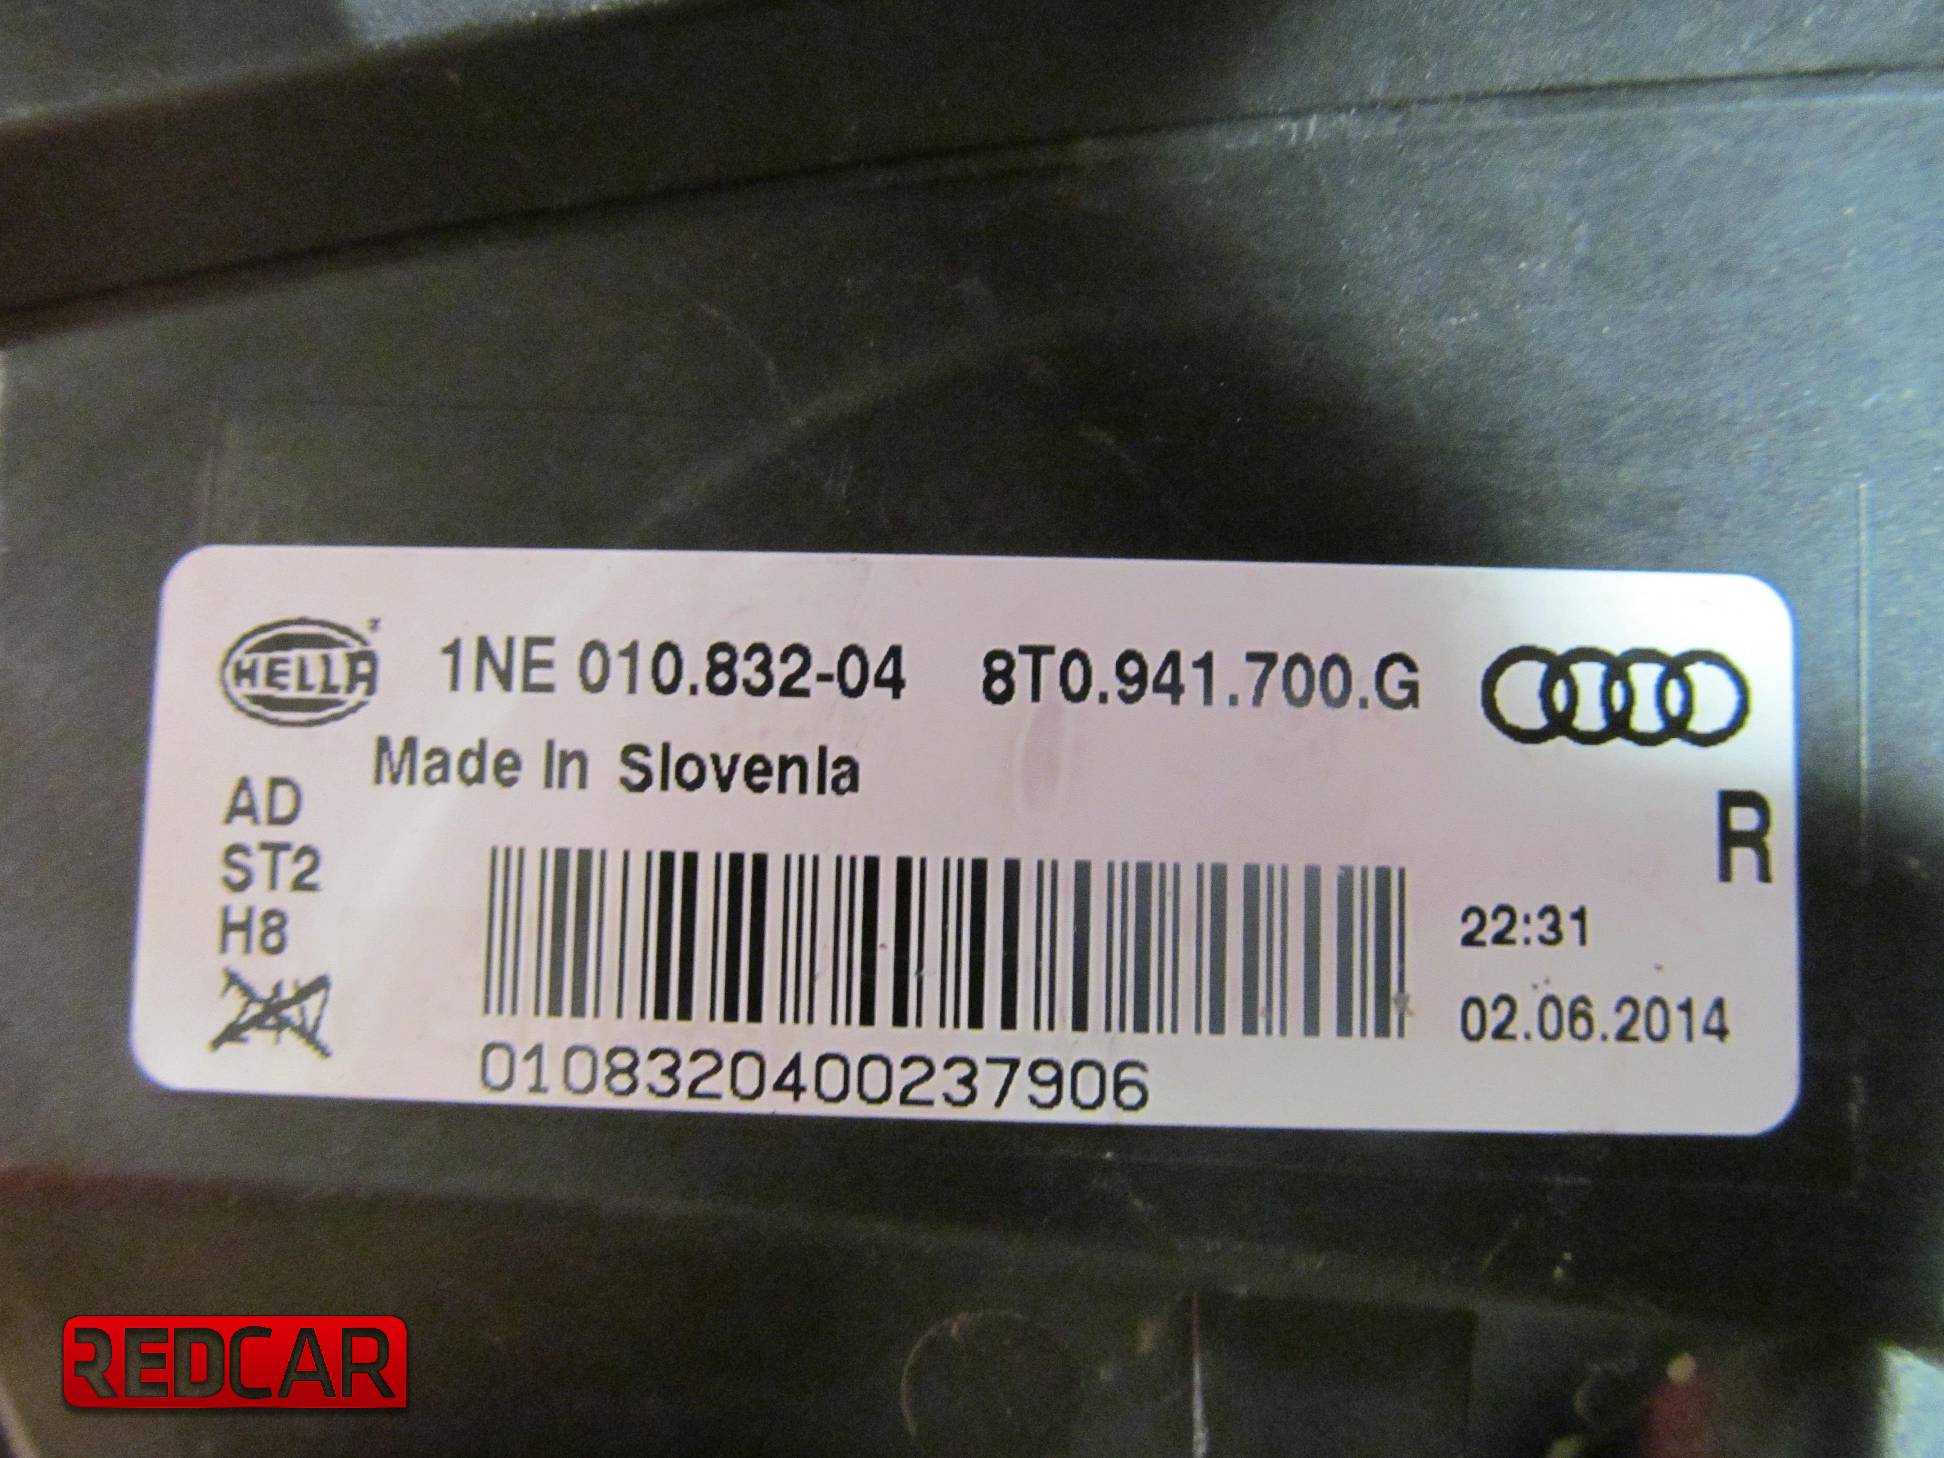 HELLA 1NE 010.832-04 8T0.941.700.G
Made In Slovenia
AD
ST2
H8
R
22:31
02.06.2014
0108320400237906
REDCAR